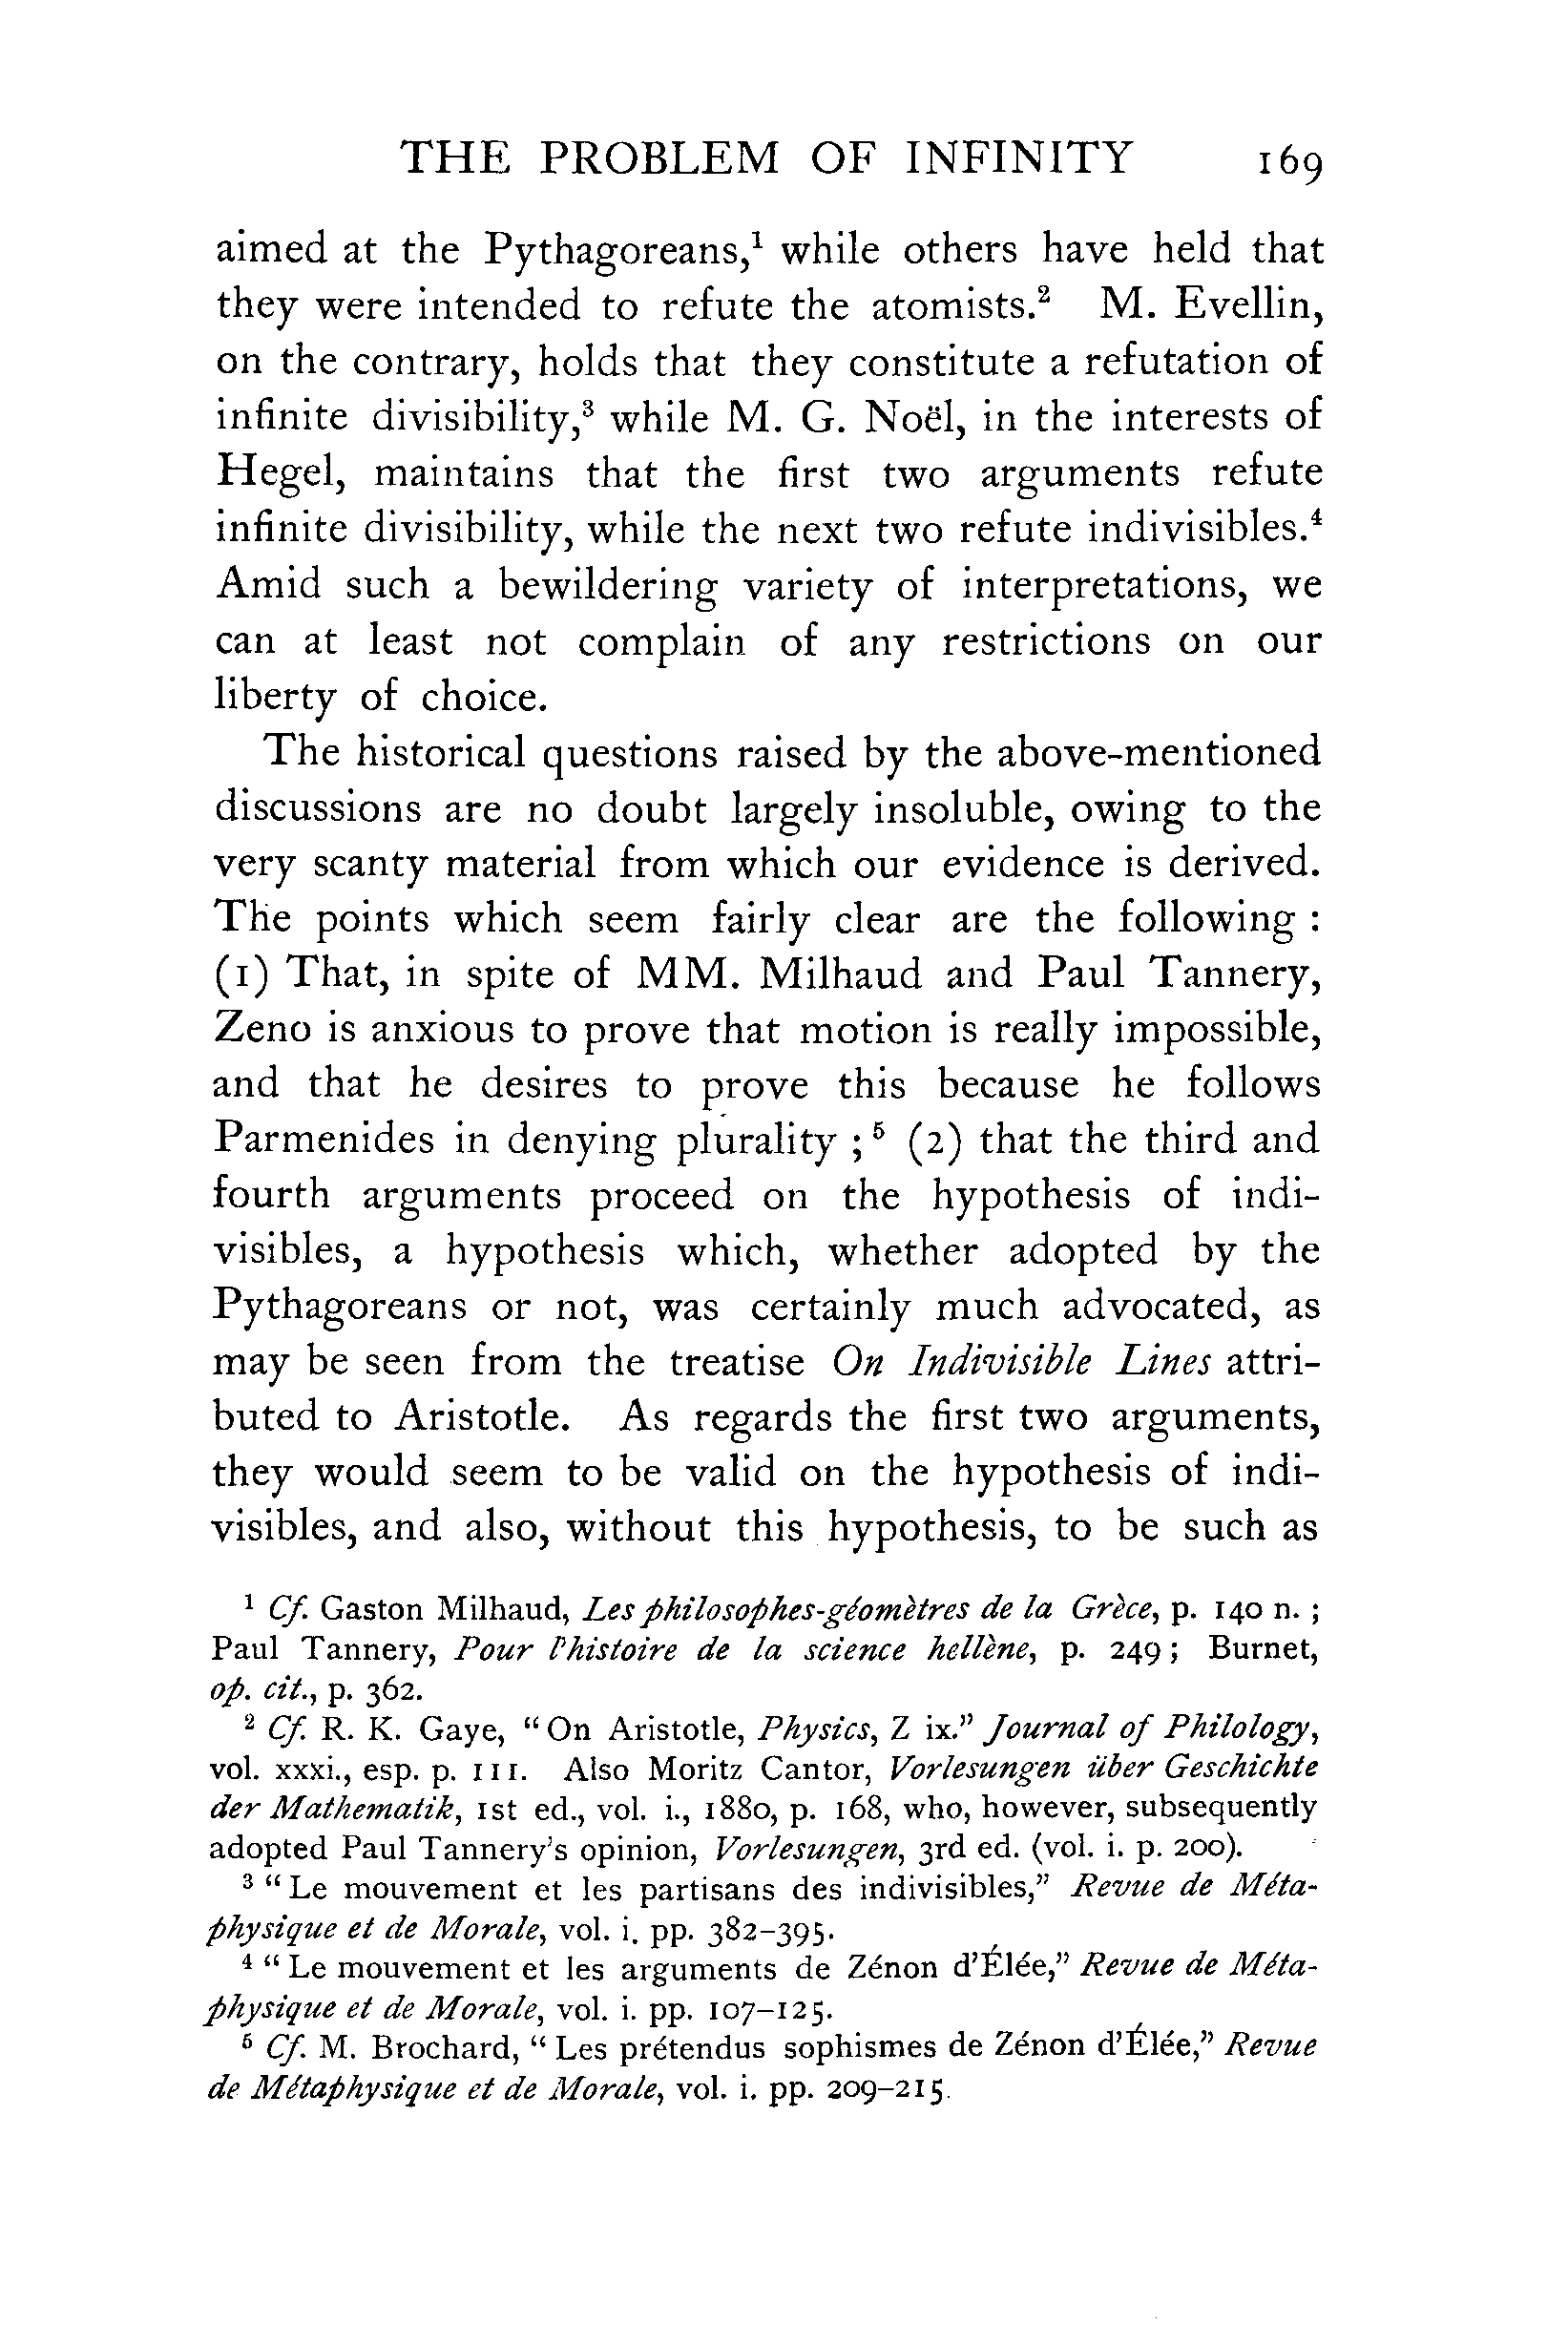 THE PROBLEM OF INFINITY 169
aimed at the Pythagoreans,¹ while others have held that
they were intended to refute the atomists.² M. Evellin,
on the contrary, holds that they constitute a refutation of
infinite divisibility,³ while M. G. Noël, in the interests of
Hegel, maintains that the first two arguments refute
infinite divisibility, while the next two refute indivisibles.⁴
Amid such a bewildering variety of interpretations, we
can at least not complain of any restrictions on our
liberty of choice.
The historical questions raised by the above-mentioned
discussions are no doubt largely insoluble, owing to the
very scanty material from which our evidence is derived.
The points which seem fairly clear are the following :
(1) That, in spite of MM. Milhaud and Paul Tannery,
Zeno is anxious to prove that motion is really impossible,
and that he desires to prove this because he follows
Parmenides in denying plurality ;⁵ (2) that the third and
fourth arguments proceed on the hypothesis of indi-
visibles, a hypothesis which, whether adopted by the
Pythagoreans or not, was certainly much advocated, as
may be seen from the treatise On Indivisible Lines attri-
buted to Aristotle. As regards the first two arguments,
they would seem to be valid on the hypothesis of indi-
visibles, and also, without this hypothesis, to be such as
¹ Cf. Gaston Milhaud, Les philosophes-géomètres de la Grèce, p. 140 n. ;
Paul Tannery, Pour l'histoire de la science hellène, p. 249 ; Burnet,
op. cit., p. 362.
² Cf. R. K. Gaye, “On Aristotle, Physics, Z ix.” Journal of Philology,
vol. xxxi., esp. p. 111. Also Moritz Cantor, Vorlesungen über Geschichte
der Mathematik, 1st ed., vol. i., 1880, p. 168, who, however, subsequently
adopted Paul Tannery's opinion, Vorlesungen, 3rd ed. (vol. i. p. 200).
³ “Le mouvement et les partisans des indivisibles,” Revue de Méta-
physique et de Morale, vol. i. pp. 382–395.
⁴ “Le mouvement et les arguments de Zénon d'Élée,” Revue de Méta-
physique et de Morale, vol. i. pp. 107–125.
⁵ Cf. M. Brochard, “Les prétendus sophismes de Zénon d'Élée,” Revue
de Métaphysique et de Morale, vol. i. pp. 209–215.